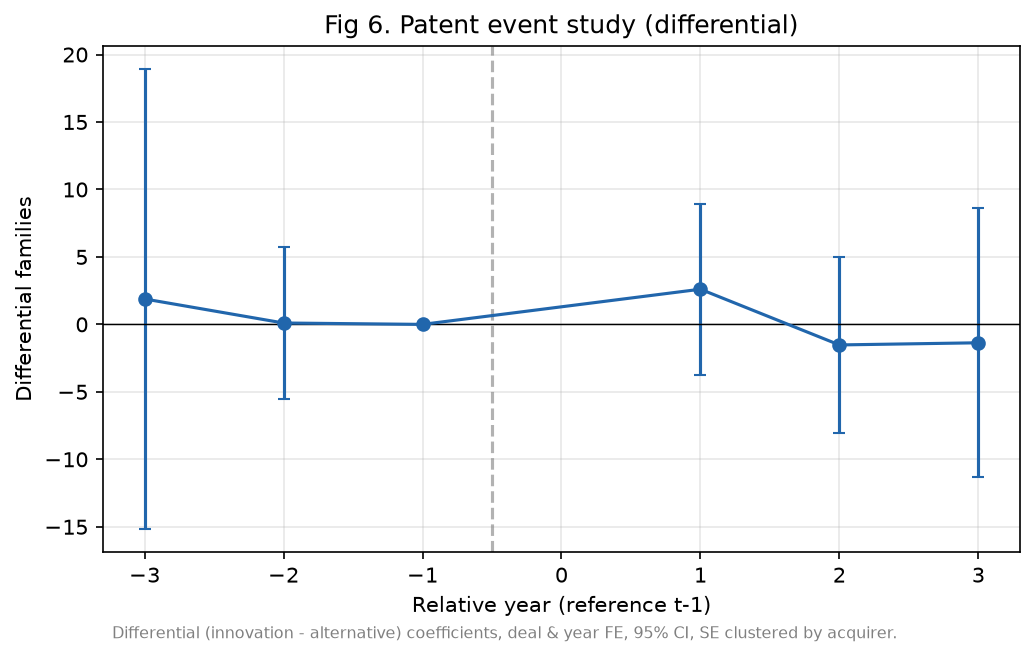 Fig 6. Patent event study (differential)
20
15
10
5
0
−5
−10
−15
Differential families
−3 −2 −1 0 1 2 3
Relative year (reference t-1)
Differential (innovation - alternative) coefficients, deal & year FE, 95% CI, SE clustered by acquirer.